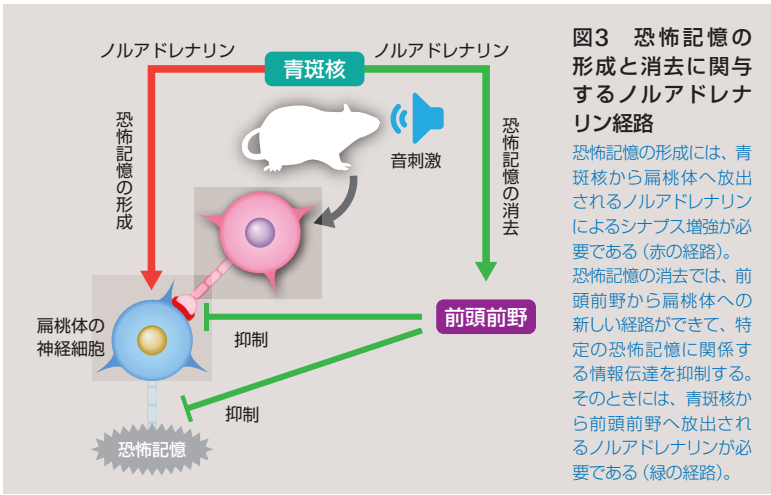 ノルアドレナリン
青斑核
ノルアドレナリン
恐怖記憶の形成
音刺激
恐怖記憶の消去
扁桃体の
神経細胞
抑制
前頭前野
抑制
恐怖記憶
図3 恐怖記憶の
形成と消去に関与
するノルアドレナ
リン経路
恐怖記憶の形成には、青
斑核から扁桃体へ放出
されるノルアドレナリン
によるシナプス増強が必
要である（赤の経路）。
恐怖記憶の消去では、前
頭前野から扁桃体への
新しい経路ができて、特
定の恐怖記憶に関係す
る情報伝達を抑制する。
そのときには、青斑核か
ら前頭前野へ放出され
るノルアドレナリンが必
要である（緑の経路）。